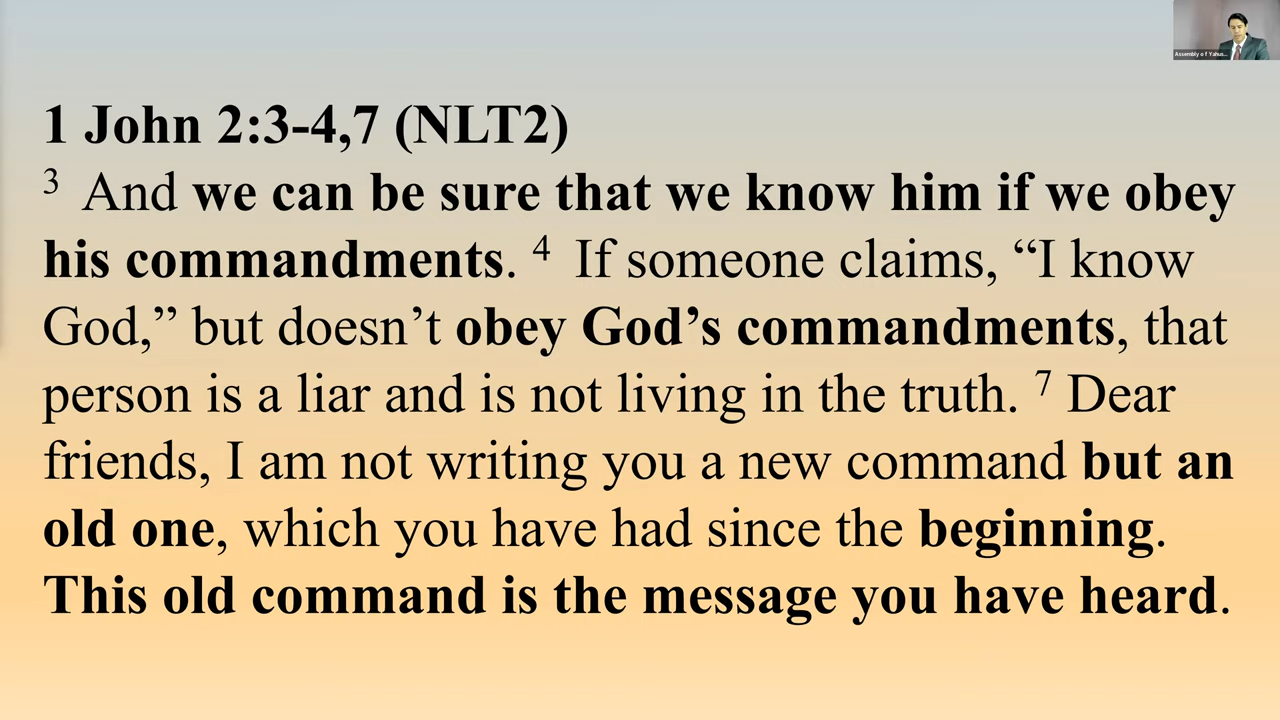 Assembly o f Yahus...
1 John 2:3-4,7 (NLT2)
3 And we can be sure that we know him if we obey
his commandments. 4 If someone claims, “I know
God,” but doesn’t obey God’s commandments, that
person is a liar and is not living in the truth. 7 Dear
friends, I am not writing you a new command but an
old one, which you have had since the beginning.
This old command is the message you have heard.